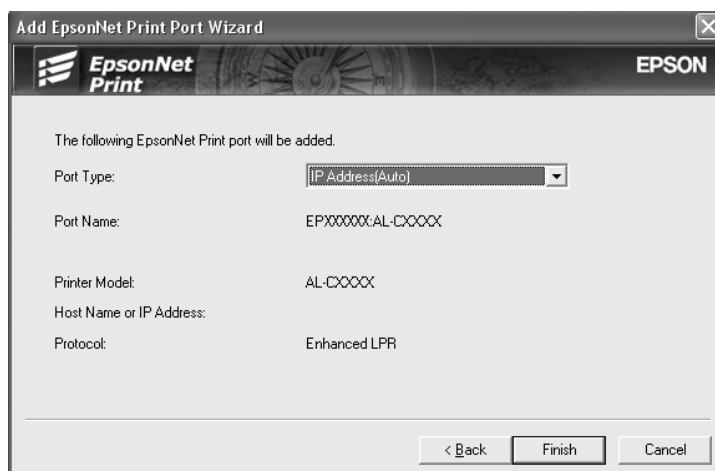 Add EpsonNet Print Port Wizard
EpsonNet
Print
EPSON
The following EpsonNet Print port will be added.
Port Type: IP Address(Auto)
Port Name: EPXXXXXX:AL-CXXXX
Printer Model: AL-CXXXX
Host Name or IP Address:
Protocol: Enhanced LPR
< Back Finish Cancel